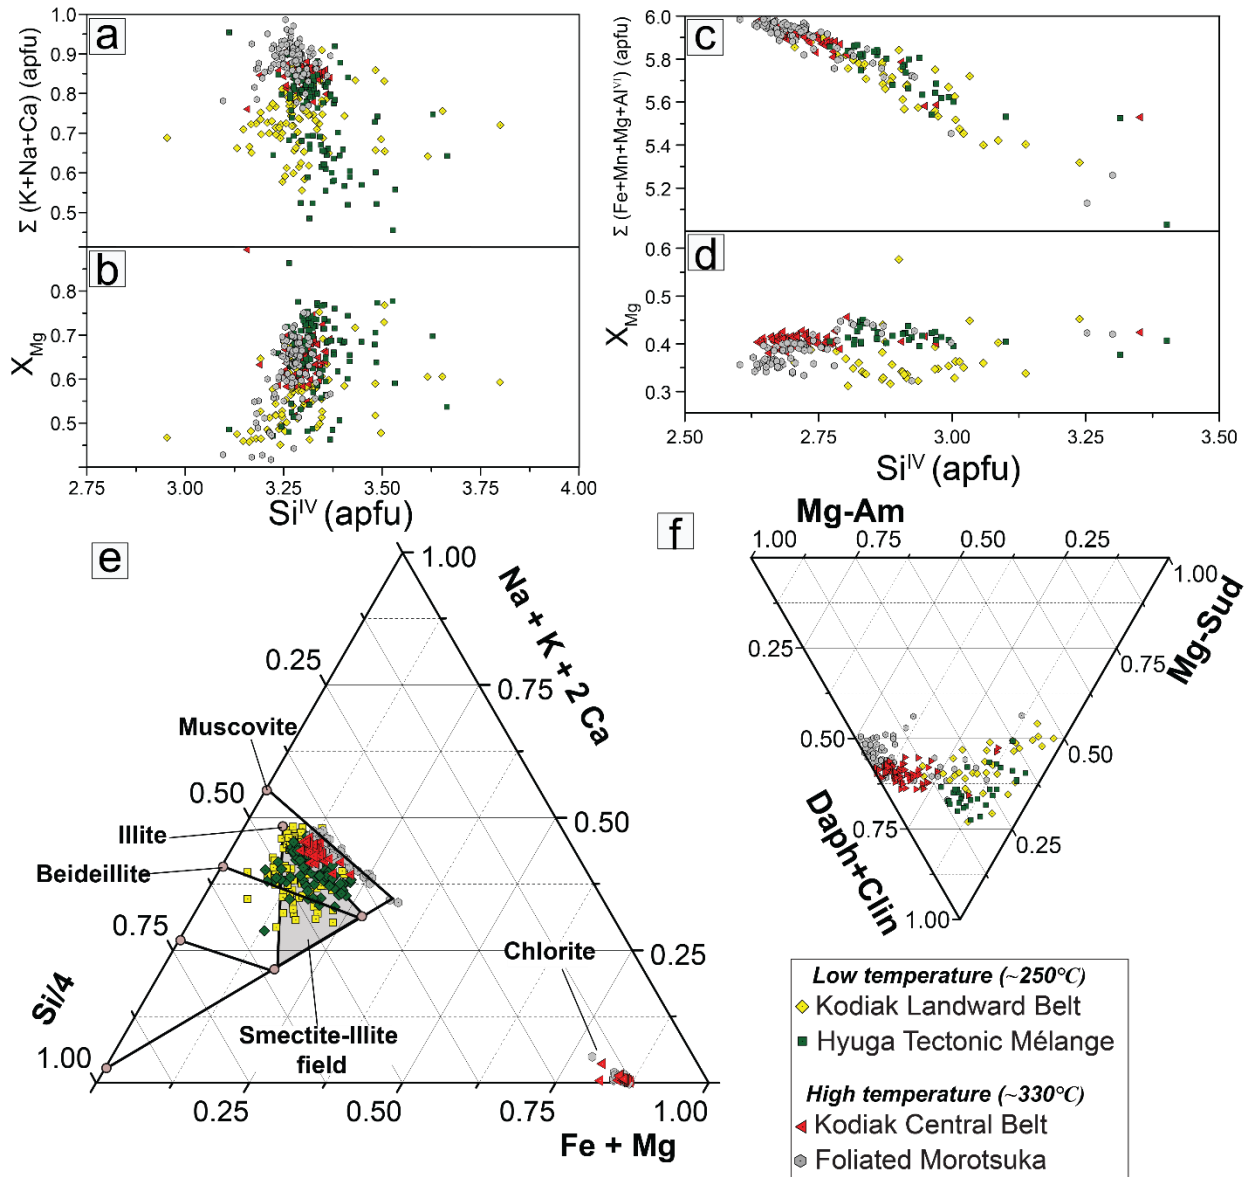 a
1.0
0.9
0.8
0.7
0.6
0.5
Σ (K+Na+Ca) (apfu)
b
0.8
0.7
0.6
0.5
X_Mg
2.75
3.00
3.25
3.50
3.75
4.00
Si^IV (apfu)
c
6.0
5.8
5.6
5.4
5.2
Σ (Fe+Mn+Mg+Al^VI) (apfu)
d
0.6
0.5
0.4
0.3
X_Mg
2.50
2.75
3.00
3.25
3.50
Si^IV (apfu)
e
1.00
0.75
0.50
0.25
Na + K + 2 Ca
0.25
0.50
0.75
1.00
Si/4
0.25
0.50
0.75
1.00
Fe + Mg
Muscovite
Illite
Beideillite
Smectite-Illite
field
Chlorite
f
Mg-Am
1.00
0.75
0.50
0.25
Mg-Sud
1.00
0.75
0.50
0.25
Daph+Clin
0.25
0.50
0.75
1.00
Low temperature (~250°C)
Kodiak Landward Belt
Hyuga Tectonic Mélange
High temperature (~330°C)
Kodiak Central Belt
Foliated Morotsuka